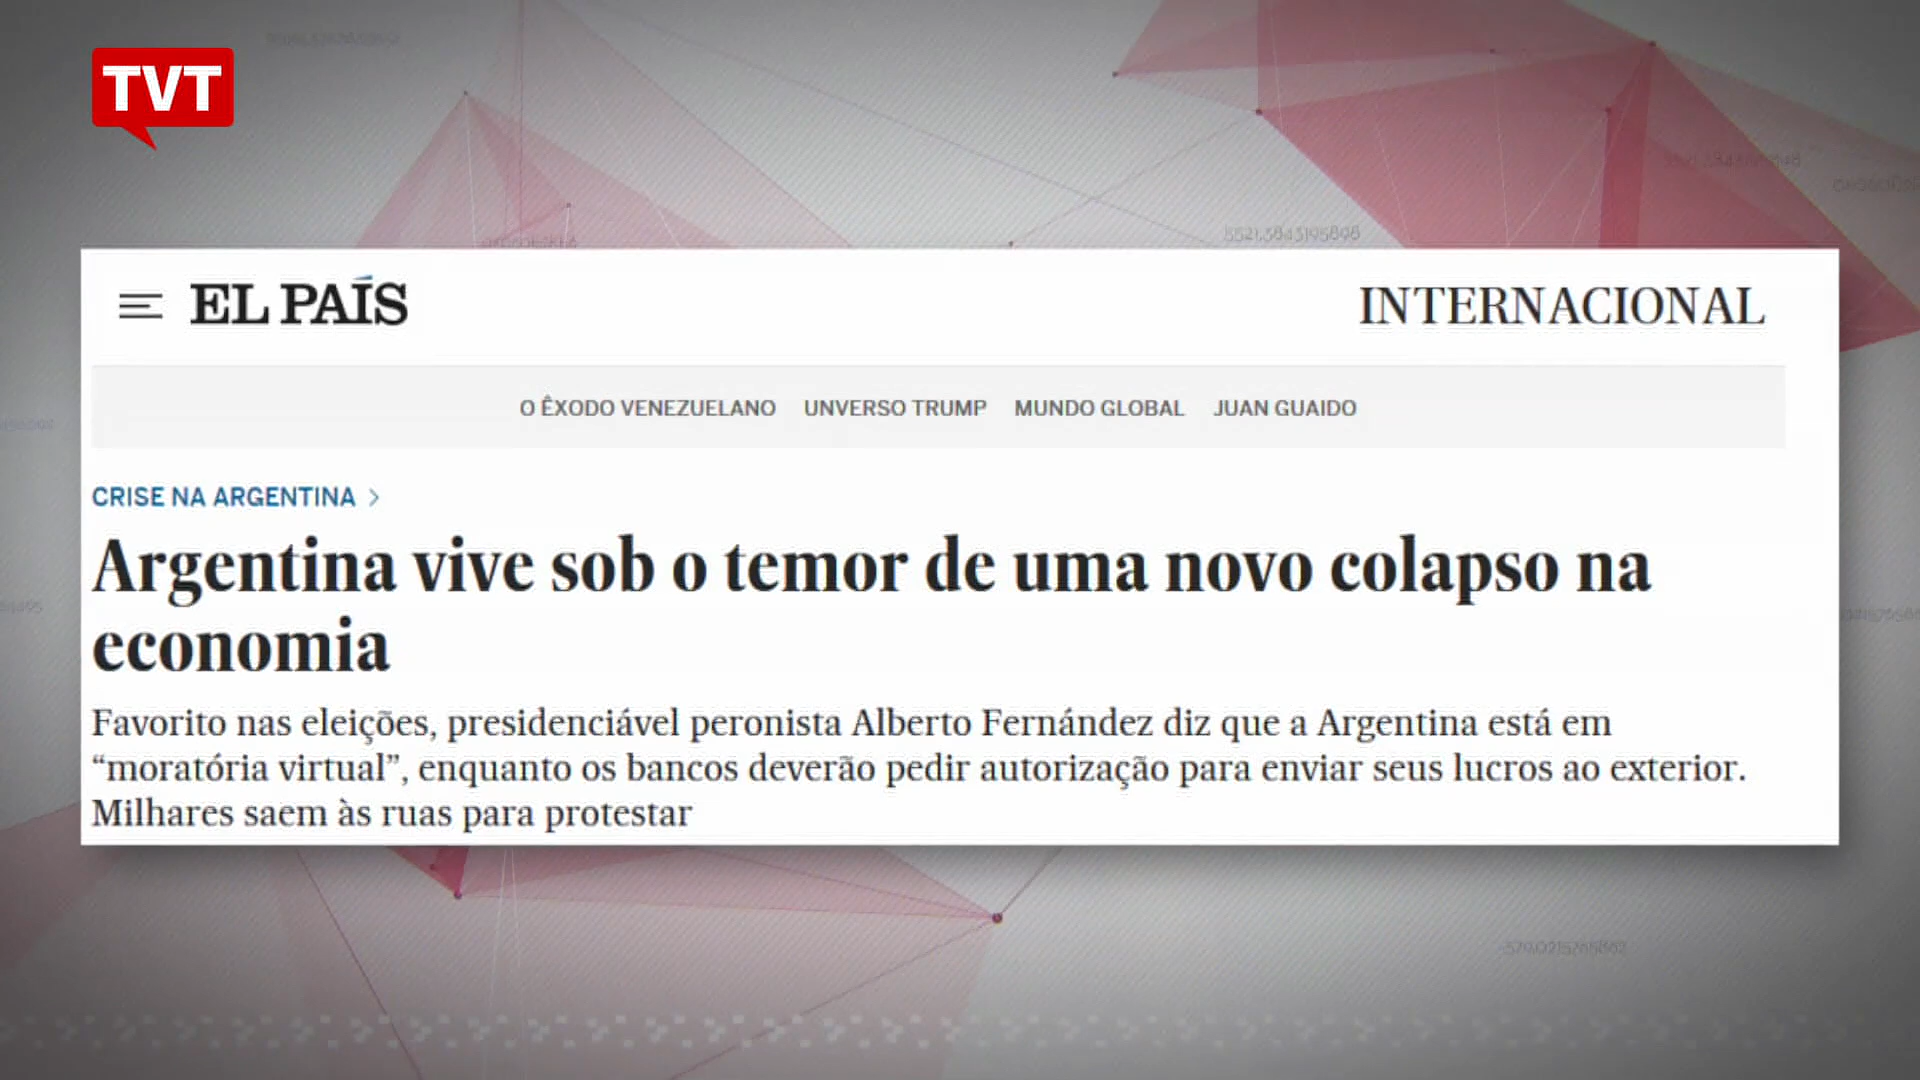 TVT
5521.3843195898
EL PAÍS
INTERNACIONAL
O ÊXODO VENEZUELANO UNVERSO TRUMP MUNDO GLOBAL JUAN GUAIDO
CRISE NA ARGENTINA >
Argentina vive sob o temor de uma novo colapso na
economia
Favorito nas eleições, presidenciável peronista Alberto Fernández diz que a Argentina está em
“moratória virtual”, enquanto os bancos deverão pedir autorização para enviar seus lucros ao exterior.
Milhares saem às ruas para protestar